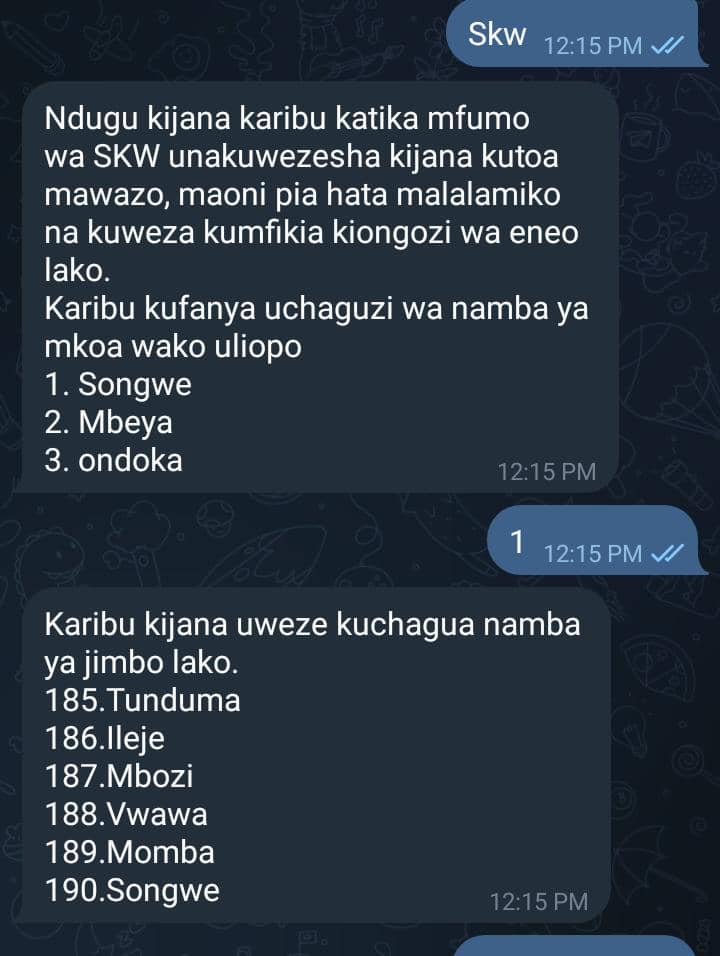 Skw 12:15 PM
Ndugu kijana karibu katika mfumo
wa SKW unakuwezesha kijana kutoa
mawazo, maoni pia hata malalamiko
na kuweza kumfikia kiongozi wa eneo
lako.
Karibu kufanya uchaguzi wa namba ya
mkoa wako uliopo
1. Songwe
2. Mbeya
3. ondoka
12:15 PM
1 12:15 PM
Karibu kijana uweze kuchagua namba
ya jimbo lako.
185.Tunduma
186.Ileje
187.Mbozi
188.Vwawa
189.Momba
190.Songwe
12:15 PM